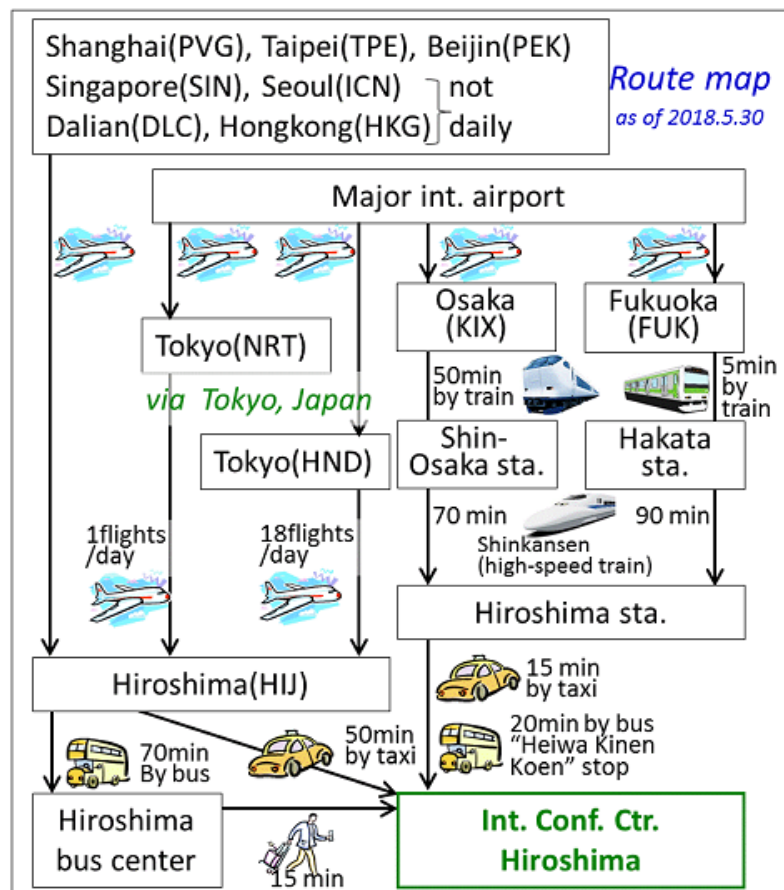 Shanghai(PVG), Taipei(TPE), Beijin(PEK)
Singapore(SIN), Seoul(ICN) not
Dalian(DLC), Hongkong(HKG) daily
Route map
as of 2018.5.30
Major int. airport
Osaka
(KIX)
Fukuoka
(FUK)
Tokyo(NRT)
50min
by train
5min
by
train
via Tokyo, Japan
Tokyo(HND)
Shin-
Osaka sta.
Hakata
sta.
1flights
/day
18flights
/day
70 min
90 min
Shinkansen
(high-speed train)
Hiroshima sta.
Hiroshima(HIJ)
15 min
by taxi
70min
By bus
50min
by taxi
20min by bus
“Heiwa Kinen
Koen” stop
Hiroshima
bus center
15 min
Int. Conf. Ctr.
Hiroshima